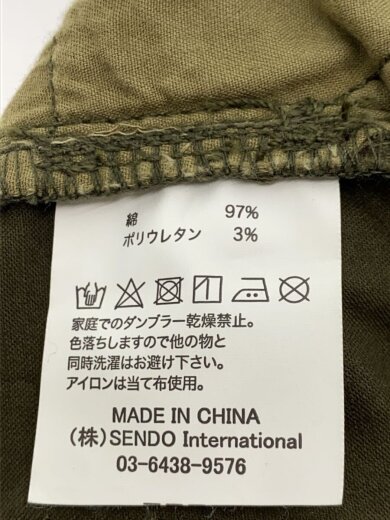 綿 97%
ポリウレタン 3%
家庭でのダンブラー乾燥禁止。
色落ちしますので他の物と
同時洗濯はお避け下さい。
アイロンは当て布使用。
MADE IN CHINA
(株)SENDO International
03-6438-9576